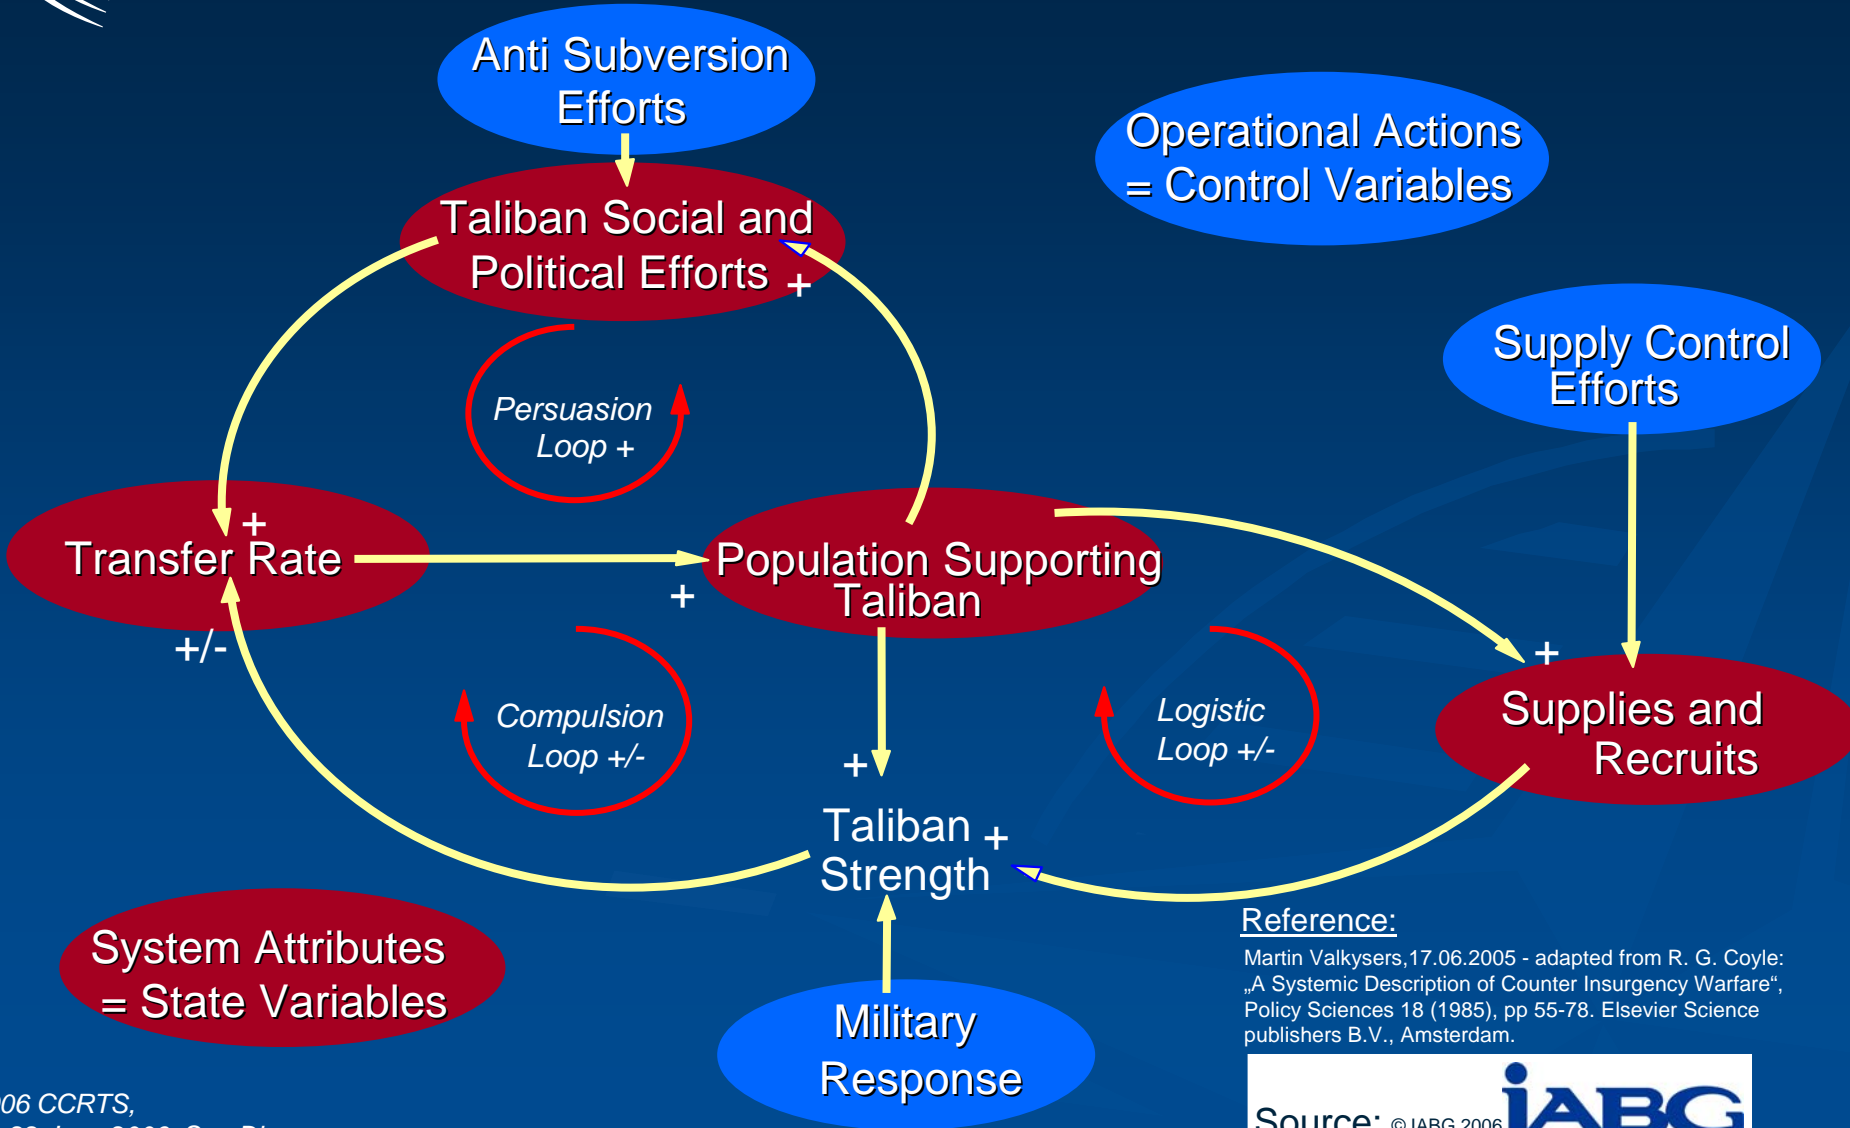 Anti Subversion
Efforts
Operational Actions
= Control Variables
Taliban Social and
Political Efforts
+
Supply Control
Efforts
Persuasion
Loop +
+
Transfer Rate
+
Population Supporting
Taliban
+/-
+
Compulsion
Loop +/-
Logistic
Loop +/-
Supplies and
Recruits
+
Taliban
+
Strength
System Attributes
= State Variables
Military
Response
Reference:
Martin Valkysers,17.06.2005 - adapted from R. G. Coyle:
„A Systemic Description of Counter Insurgency Warfare“,
Policy Sciences 18 (1985), pp 55-78. Elsevier Science
publishers B.V., Amsterdam.
06 CCRTS,
Source: © IABG 2006
iABG